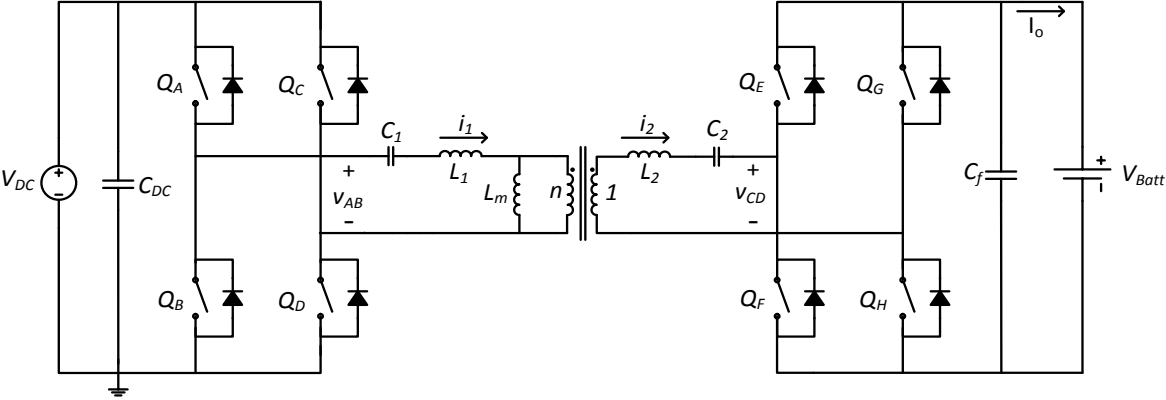 I_o
Q_A
Q_C
Q_E
Q_G
C_1
i_1
i_2
C_2
V_DC
+
-
C_DC
+
v_AB
-
L_1
L_m
n
1
L_2
+
v_CD
-
C_f
+
-
V_Batt
Q_B
Q_D
Q_F
Q_H